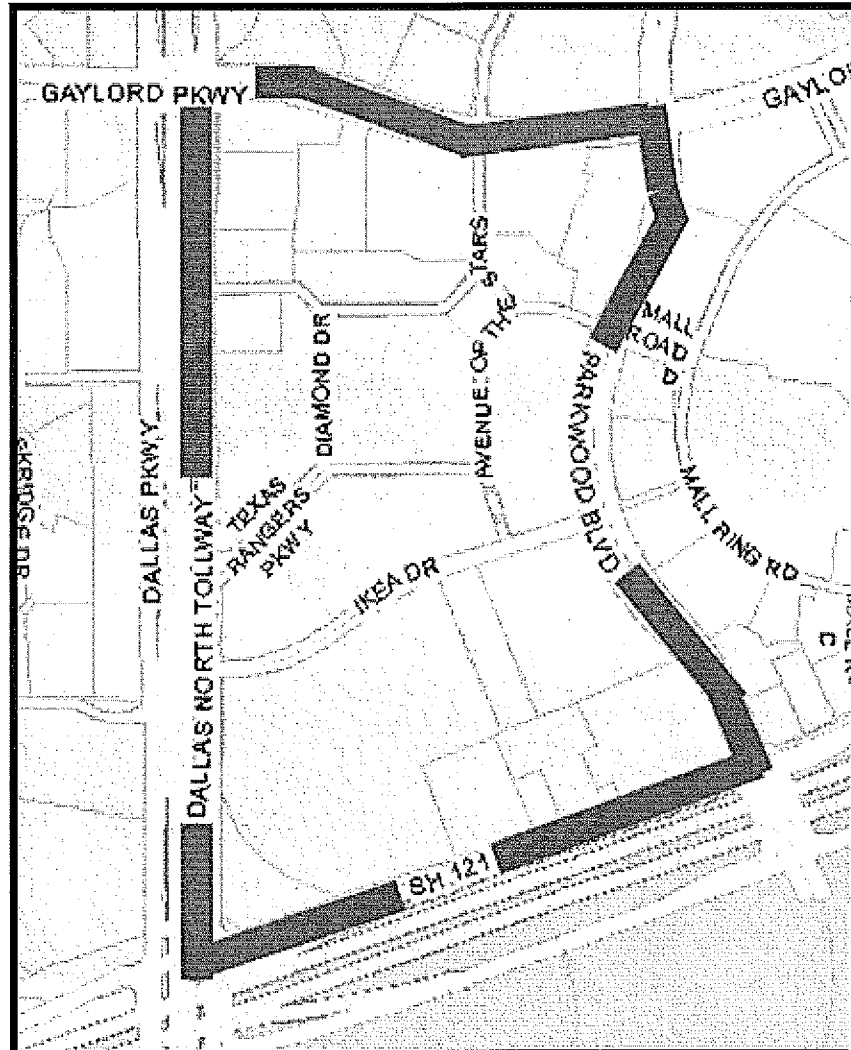 GAYLORD PKWY
GAYLO
AVENUE OF THE STARS
MALL
ROAD
D
DIAMOND DR
PARKWOOD BLVD
DALLAS PKWY
DALLAS NORTH TOLLWAY
TEXAS
RANGERS
PKWY
MALL RING RD
IKEA DR
SH 121